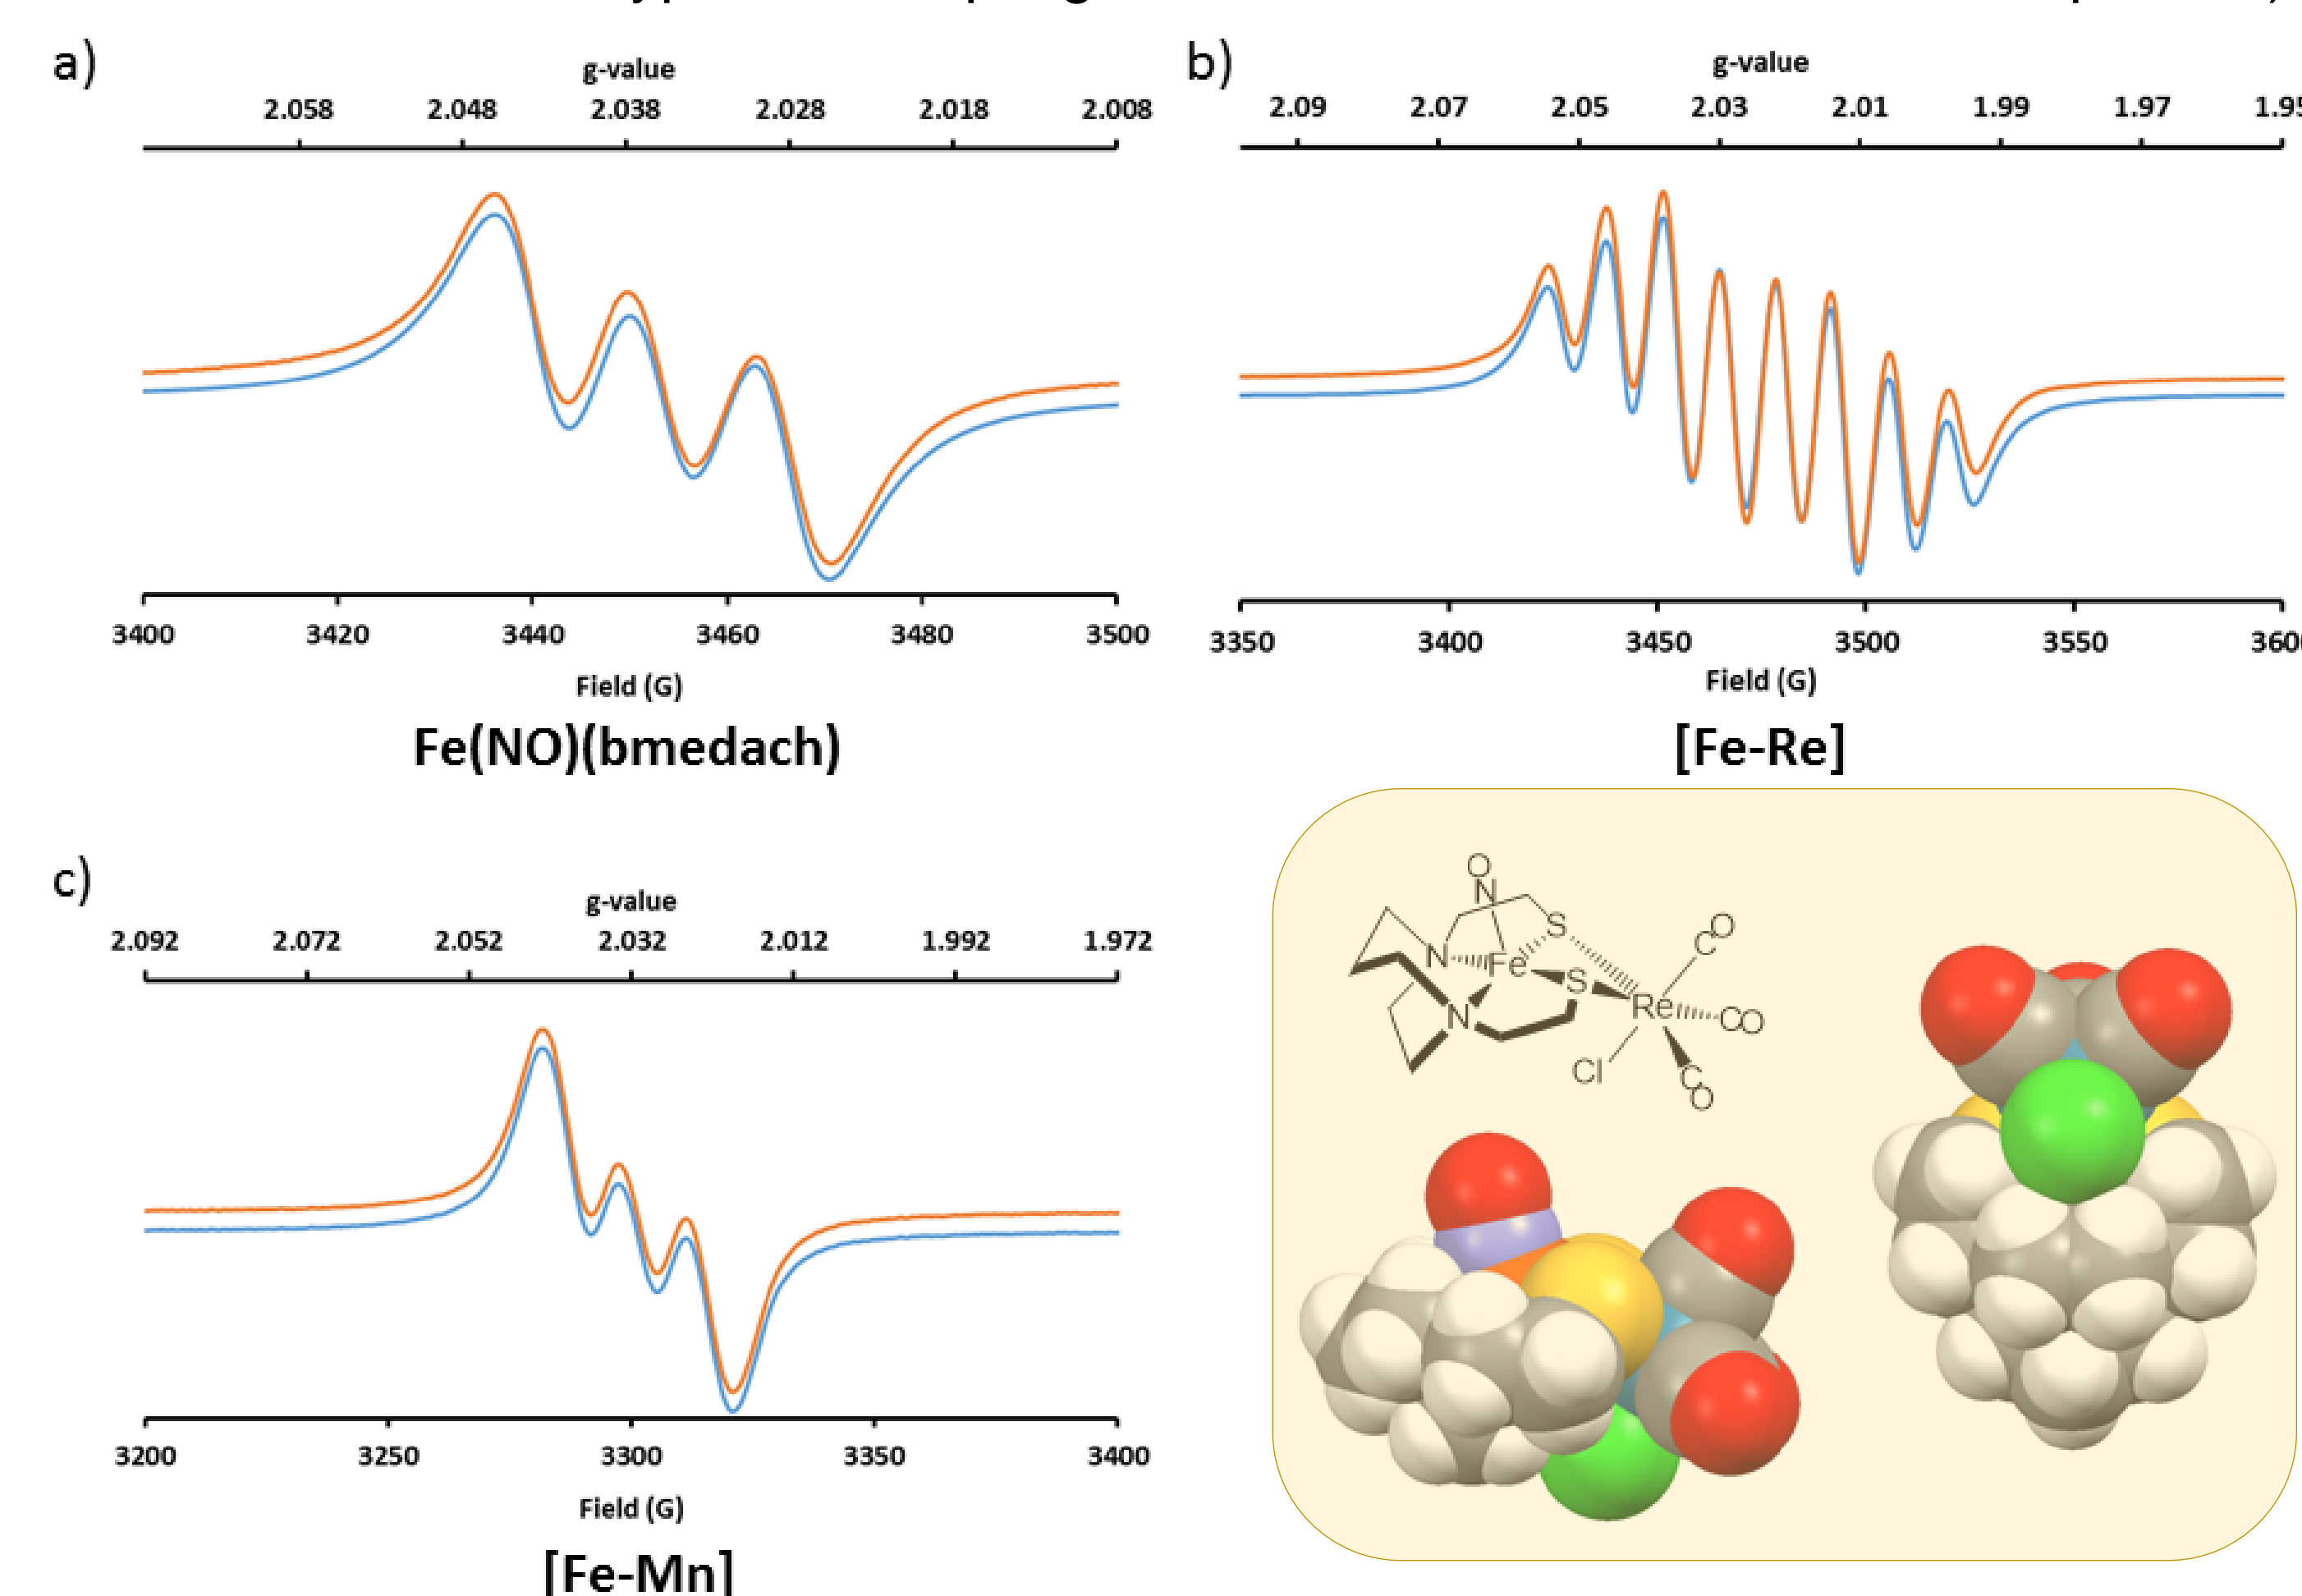 a)
g-value
2.058 2.048 2.038 2.028 2.018 2.008
3400 3420 3440 3460 3480 3500
Field (G)
Fe(NO)(bmedach)
b)
g-value
2.09 2.07 2.05 2.03 2.01 1.99 1.97 1.95
3350 3400 3450 3500 3550 3600
Field (G)
[Fe-Re]
c)
g-value
2.092 2.072 2.052 2.032 2.012 1.992 1.972
3200 3250 3300 3350 3400
Field (G)
[Fe-Mn]
O
N
S
CO
N Fe
S
Re CO
N
Cl
CO